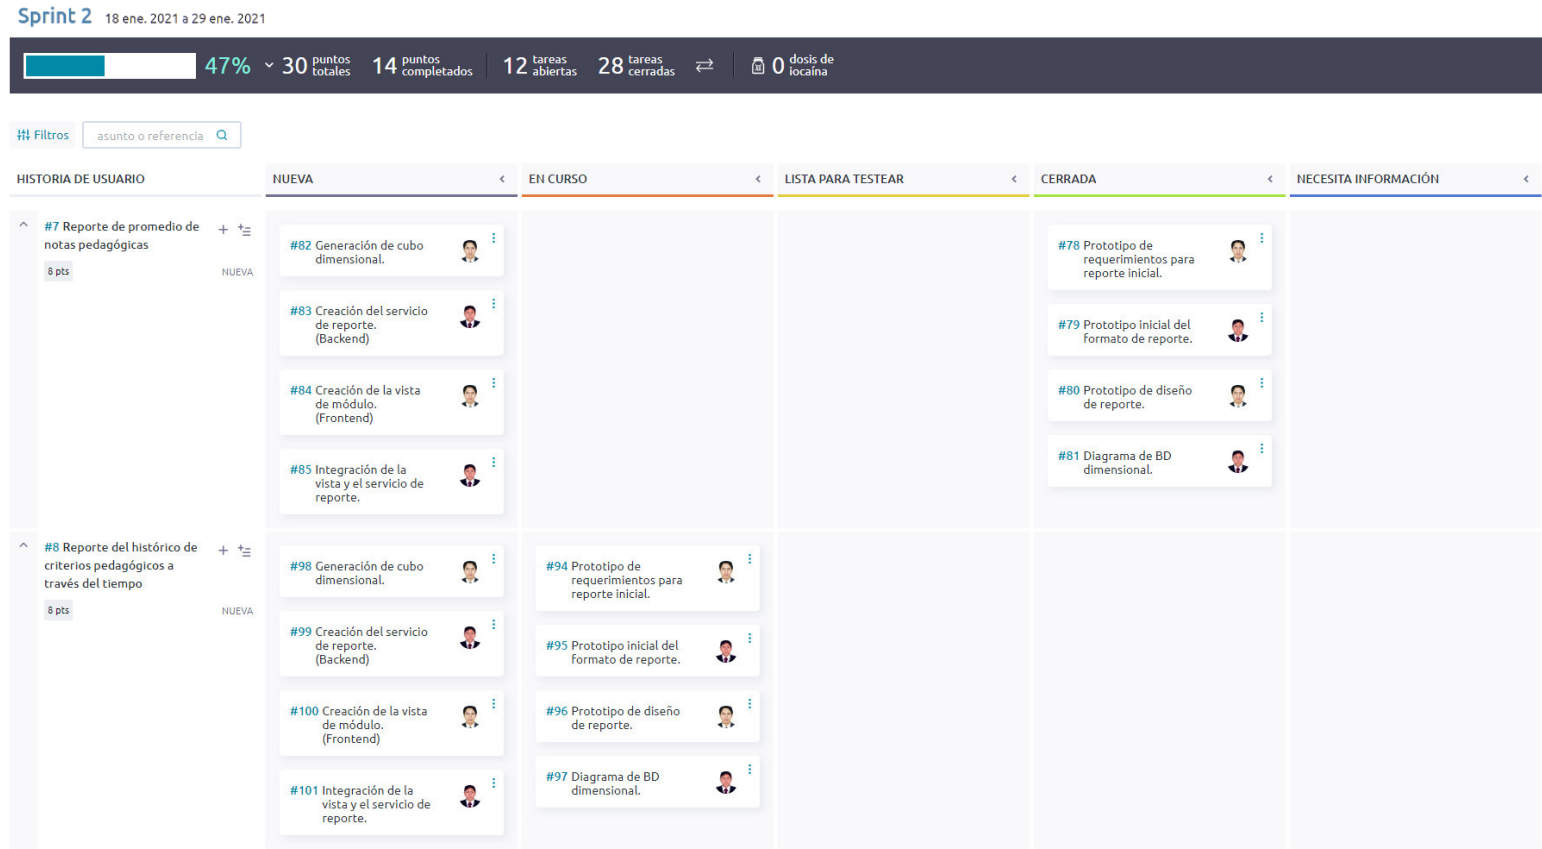 Sprint 2 18 ene. 2021 a 29 ene. 2021
47% 30 puntos totales 14 puntos completados 12 tareas abiertas 28 tareas cerradas 0 dosis de iocaína
Filtros asunto o referencia
HISTORIA DE USUARIO NUEVA EN CURSO LISTA PARA TESTEAR CERRADA NECESITA INFORMACIÓN
#7 Reporte de promedio de
notas pedagógicas
8 pts NUEVA
#82 Generación de cubo
dimensional.
#83 Creación del servicio
de reporte.
(Backend)
#84 Creación de la vista
de módulo.
(Frontend)
#85 Integración de la
vista y el servicio de
reporte.
#78 Prototipo de
requerimientos para
reporte inicial.
#79 Prototipo inicial del
formato de reporte.
#80 Prototipo de diseño
de reporte.
#81 Diagrama de BD
dimensional.
#8 Reporte del histórico de
criterios pedagógicos a
través del tiempo
8 pts NUEVA
#98 Generación de cubo
dimensional.
#99 Creación del servicio
de reporte.
(Backend)
#100 Creación de la vista
de módulo.
(Frontend)
#101 Integración de la
vista y el servicio de
reporte.
#94 Prototipo de
requerimientos para
reporte inicial.
#95 Prototipo inicial del
formato de reporte.
#96 Prototipo de diseño
de reporte.
#97 Diagrama de BD
dimensional.